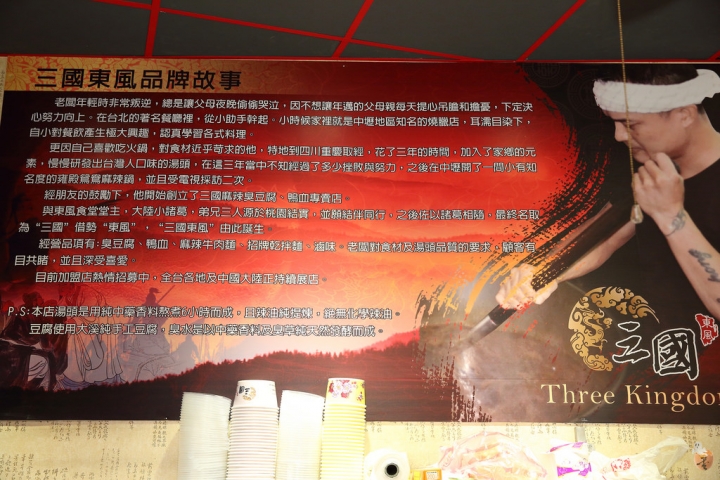 三國東風品牌故事
老闆年輕時非常叛逆，總是讓父母夜晚偷偷哭泣，因不想讓年邁的父母親每天提心吊膽和擔憂，下定決
心努力向上。在台北的著名餐廳裡，從小助手幹起。小時候家裡就是中壢地區知名的燒臘店，耳濡目染下，
自小對餐飲產生極大興趣，認真學習各式料理。
更因自己喜歡吃火鍋，對食材近乎苛求的他，特地到四川重慶取經，花了三年的時間，加入了家鄉的元
素，慢慢研發出台灣人口味的湯頭，在這三年當中不知經過了多少挫敗與努力，之後在中壢開了一間小有知
名度的雍殿鴛鴦麻辣鍋，並且受電視採訪二次。
經朋友的鼓勵下，他開始創立了三國麻辣臭豆腐、鴨血專賣店。
與東風食堂堂主，大陸小諸葛，弟兄三人源於桃園結實，並願結伴同行，之後佐以諸葛相隨，最終名取
為“三國”借勢“東風”，“三國東風”由此誕生。
經營品項有：臭豆腐、鴨血、麻辣牛肉麵、招牌乾拌麵、滷味。老闆對食材及湯頭品質的要求，顧客有
目共睹，並且深受喜愛。
目前加盟店熱情招募中，全台各地及中國大陸正持續展店。
P.S：本店湯頭是用純中藥香料熬煮6小時而成，且辣油純提煉，絕無化學辣油。
豆腐使用大溪純手工豆腐，臭水是以中藥香料及臭草純天然發酵而成。
三國
東風
Three Kingdo